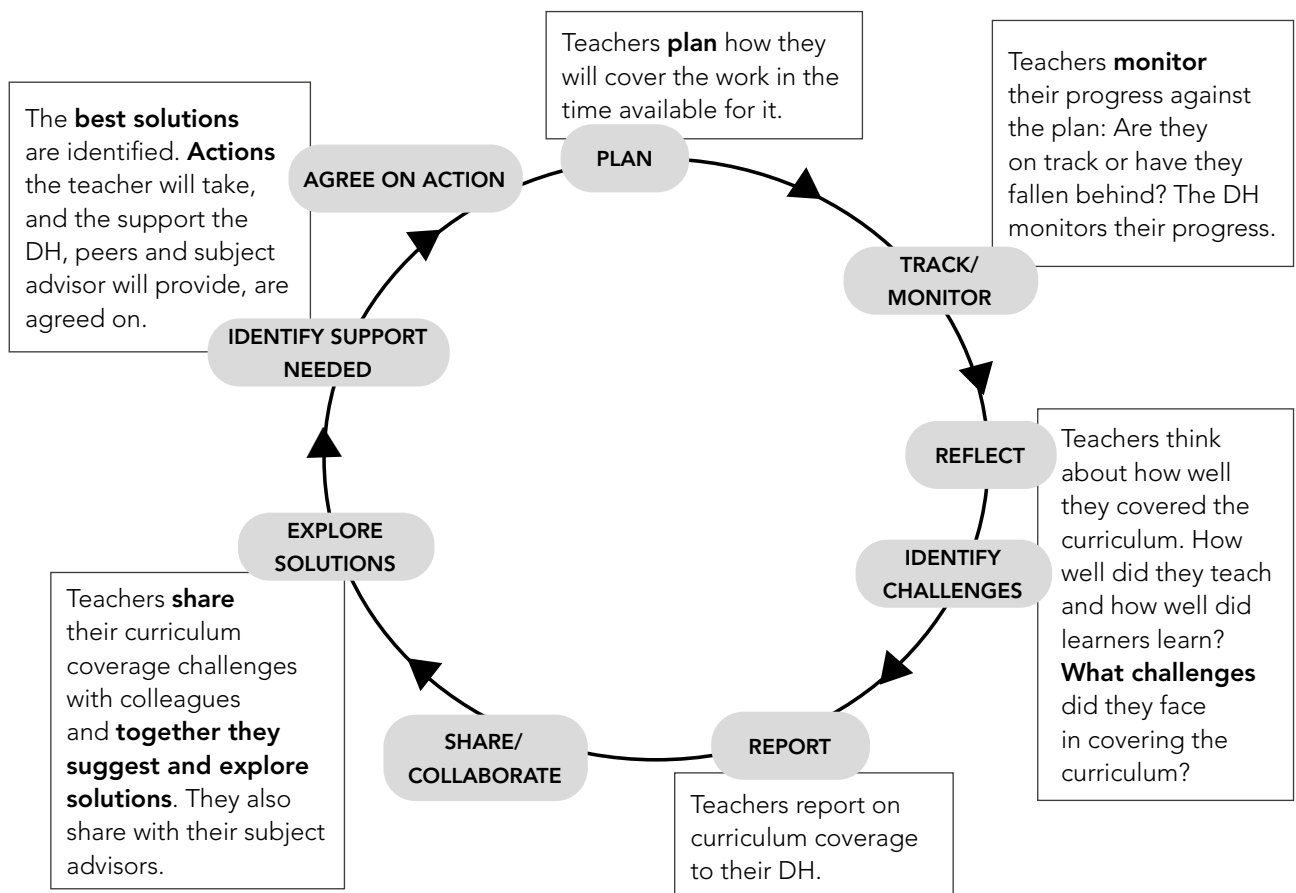 Teachers plan how they
will cover the work in the
time available for it.
PLAN
Teachers monitor
their progress against
the plan: Are they
on track or have they
fallen behind? The DH
monitors their progress.
TRACK/
MONITOR
REFLECT
IDENTIFY
CHALLENGES
Teachers think
about how well
they covered the
curriculum. How
well did they teach
and how well did
learners learn?
What challenges
did they face
in covering the
curriculum?
REPORT
Teachers report on
curriculum coverage
to their DH.
SHARE/
COLLABORATE
EXPLORE
SOLUTIONS
Teachers share
their curriculum
coverage challenges
with colleagues
and together they
suggest and explore
solutions. They also
share with their subject
advisors.
IDENTIFY SUPPORT
NEEDED
AGREE ON ACTION
The best solutions
are identified. Actions
the teacher will take,
and the support the
DH, peers and subject
advisor will provide, are
agreed on.